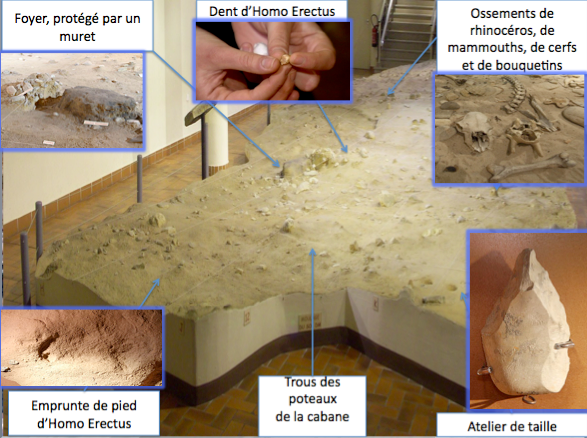 Foyer, protégé par un
muret
Dent d’Homo Erectus
Ossements de
rhinocéros, de
mammouths, de cerfs
et de bouquetins
Emprunte de pied
d’Homo Erectus
Trous des
poteaux
de la cabane
Atelier de taille